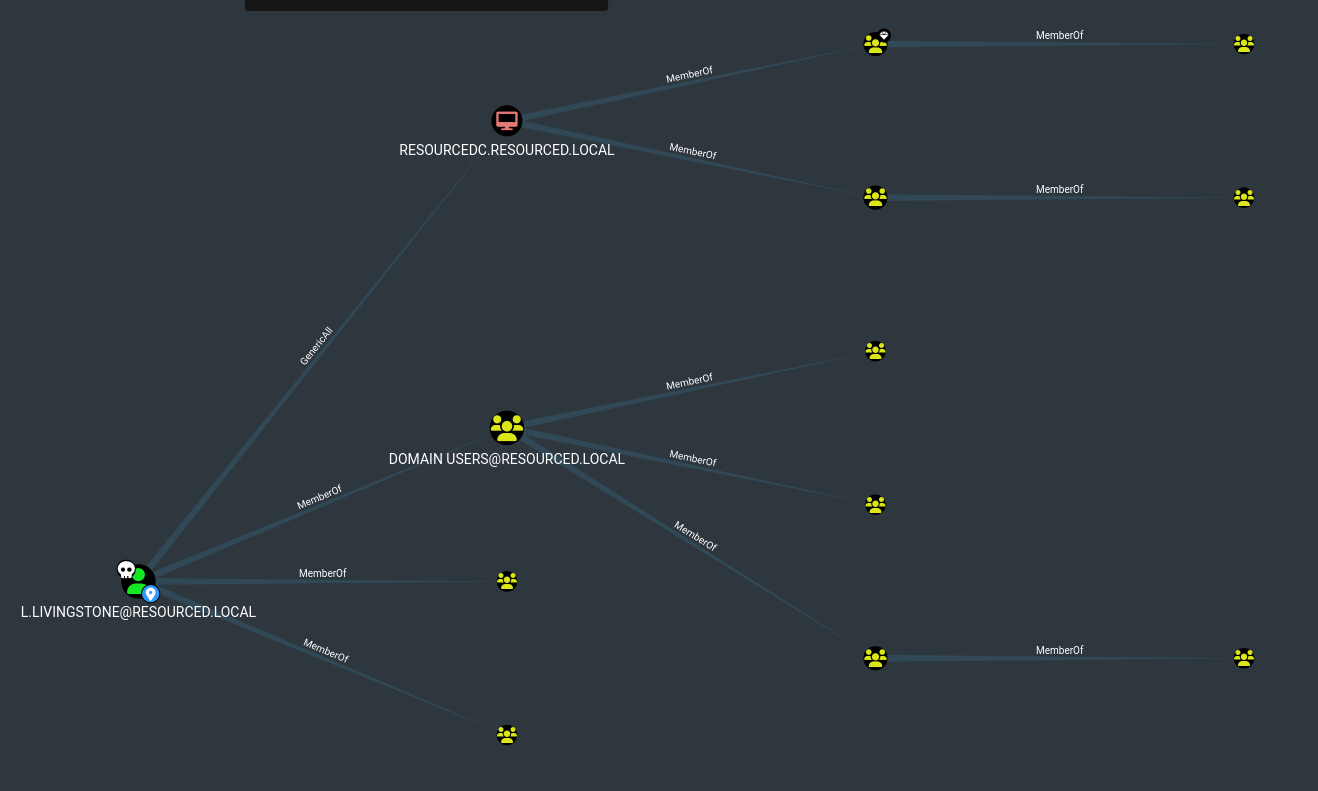 MemberOf
MemberOf
RESOURCEDC.RESOURCED.LOCAL
MemberOf
MemberOf
GenericAll
MemberOf
DOMAIN USERS@RESOURCED.LOCAL
MemberOf
MemberOf
MemberOf
MemberOf
L.LIVINGSTONE@RESOURCED.LOCAL
MemberOf
MemberOf